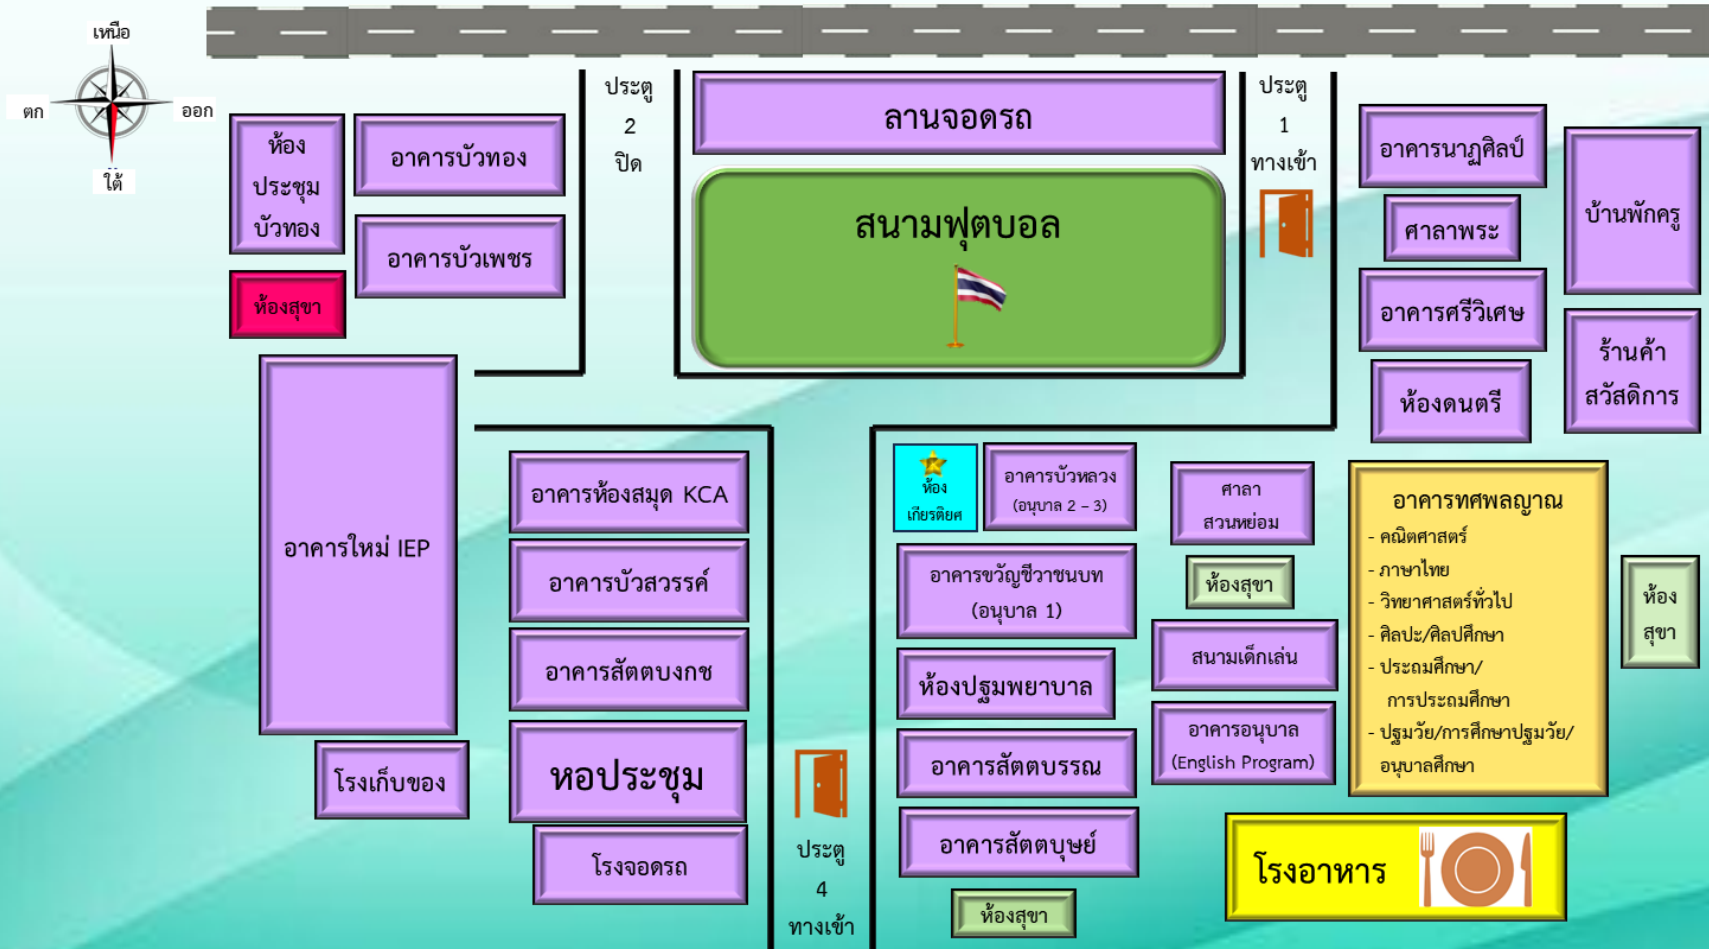 เหนือ
ตก
ออก
ใต้
ห้อง
ประชุม
บัวทอง
อาคารบัวทอง
อาคารบัวเพชร
ห้องสุขา
ประตู
2
ปิด
ลานจอดรถ
สนามฟุตบอล
ประตู
1
ทางเข้า
อาคารนาฏศิลป์
ศาลาพระ
อาคารศรีวิเศษ
ห้องดนตรี
บ้านพักครู
ร้านค้า
สวัสดิการ
อาคารใหม่ IEP
โรงเก็บของ
อาคารห้องสมุด KCA
อาคารบัวสวรรค์
อาคารสัตตบงกช
หอประชุม
โรงจอดรถ
ประตู
4
ทางเข้า
ห้อง
เกียรติยศ
อาคารบัวหลวง
(อนุบาล 2 – 3)
อาคารขวัญชีวาชนบท
(อนุบาล 1)
ห้องปฐมพยาบาล
อาคารสัตตบรรณ
อาคารสัตตบุษย์
ห้องสุขา
ศาลา
สวนหย่อม
ห้องสุขา
สนามเด็กเล่น
อาคารอนุบาล
(English Program)
อาคารทศพลญาณ
- คณิตศาสตร์
- ภาษาไทย
- วิทยาศาสตร์ทั่วไป
- ศิลปะ/ศิลปศึกษา
- ประถมศึกษา/
การประถมศึกษา
- ปฐมวัย/การศึกษาปฐมวัย/
อนุบาลศึกษา
ห้อง
สุขา
โรงอาหาร